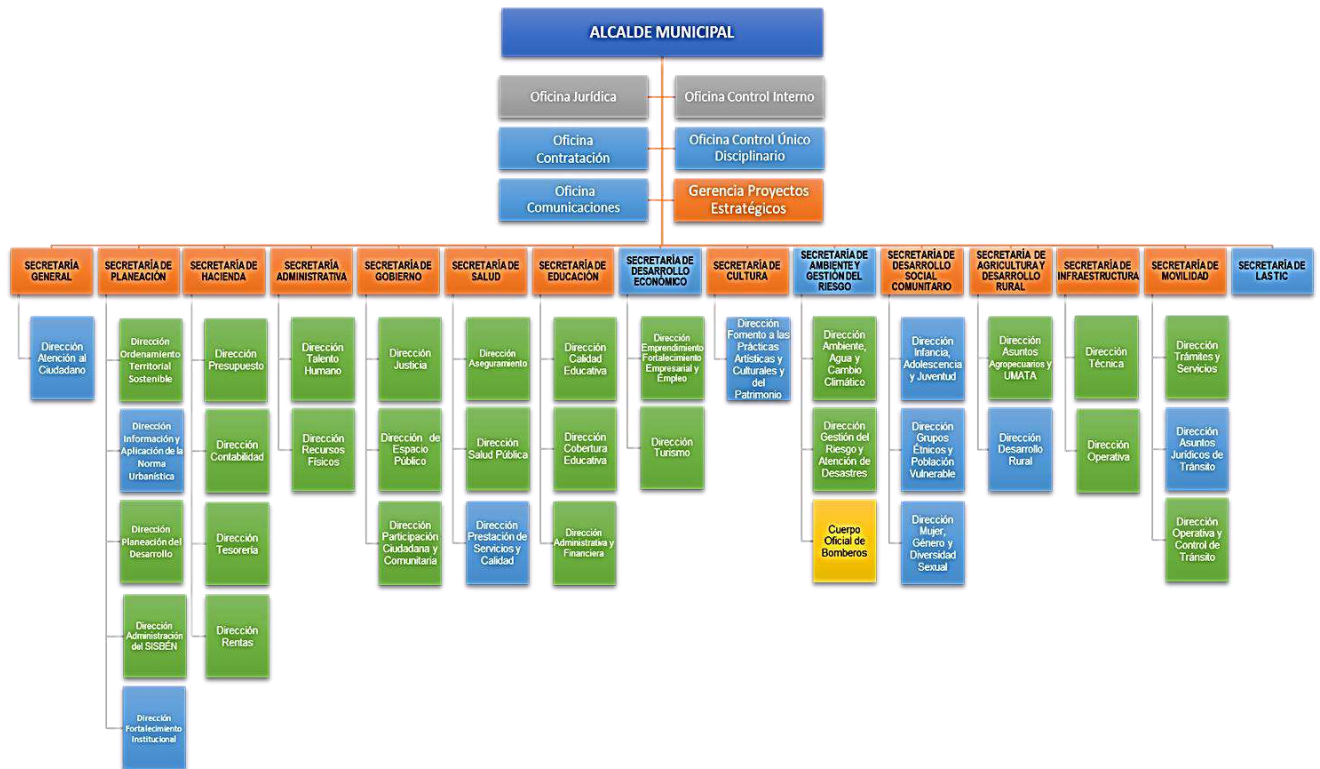 ALCALDE MUNICIPAL
Oficina Jurídica
Oficina Control Interno
Oficina
Contratación
Oficina Control Único
Disciplinario
Oficina
Comunicaciones
Gerencia Proyectos
Estratégicos
SECRETARÍA
GENERAL
SECRETARÍA DE
PLANEACIÓN
SECRETARÍA DE
HACIENDA
SECRETARÍA
ADMINISTRATIVA
SECRETARÍA DE
GOBIERNO
SECRETARÍA DE
SALUD
SECRETARÍA DE
EDUCACIÓN
SECRETARÍA DE
DESARROLLO
ECONÓMICO
SECRETARÍA DE
CULTURA
SECRETARÍA DE
AMBIENTE Y
GESTIÓN DEL
RIESGO
SECRETARÍA DE
DESARROLLO
SOCIAL
COMUNITARIO
SECRETARÍA DE
AGRICULTURA Y
DESARROLLO
RURAL
SECRETARÍA DE
INFRAESTRUCTURA
SECRETARÍA DE
MOVILIDAD
SECRETARÍA DE
LAS TIC
Dirección
Atención al
Ciudadano
Dirección
Ordenamiento
Territorial
Sostenible
Dirección
Información y
Aplicación de la
Norma
Urbanística
Dirección
Planeación del
Desarrollo
Dirección
Administración
del SISBÉN
Dirección
Fortalecimiento
Institucional
Dirección
Presupuesto
Dirección
Contabilidad
Dirección
Tesorería
Dirección
Rentas
Dirección
Talento
Humano
Dirección
Recursos
Físicos
Dirección
Justicia
Dirección de
Espacio
Público
Dirección
Participación
Ciudadana y
Comunitaria
Dirección
Aseguramiento
Dirección
Salud Pública
Dirección
Prestación de
Servicios y
Calidad
Dirección
Calidad
Educativa
Dirección
Cobertura
Educativa
Dirección
Administrativa y
Financiera
Dirección
Emprendimiento
Fortalecimiento
Empresarial y
Empleo
Dirección
Turismo
Dirección
Fomento a las
Prácticas
Artísticas y
Culturales y
del
Patrimonio
Dirección
Ambiente,
Agua y
Cambio
Climático
Dirección
Gestión del
Riesgo y
Atención de
Desastres
Cuerpo
Oficial de
Bomberos
Dirección
Infancia,
Adolescencia
y Juventud
Dirección
Grupos
Étnicos y
Población
Vulnerable
Dirección
Mujer,
Género y
Diversidad
Sexual
Dirección
Asuntos
Agropecuarios y
UMATA
Dirección
Desarrollo
Rural
Dirección
Técnica
Dirección
Operativa
Dirección
Trámites y
Servicios
Dirección
Asuntos
Jurídicos de
Tránsito
Dirección
Operativa y
Control de
Tránsito